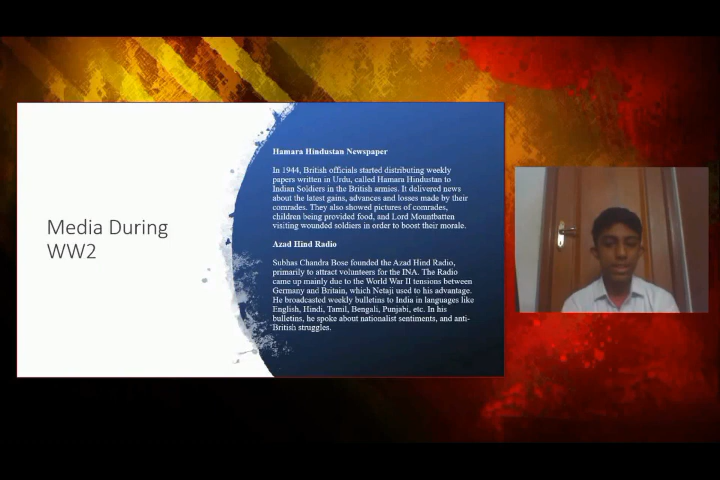 Media During
WW2
Hamara Hindustan Newspaper
In 1944, British officials started distributing weekly
papers written in Urdu, called Hamara Hindustan to
Indian Soldiers in the British armies. It delivered news
about the latest gains, advances and losses made by their
comrades. They also showed pictures of comrades,
children being provided food, and Lord Mountbatten
visiting wounded soldiers in order to boost their morale.
Azad Hind Radio
Subhas Chandra Bose founded the Azad Hind Radio,
primarily to attract volunteers for the INA. The Radio
came up mainly due to the World War II tensions between
Germany and Britain, which Netaji used to his advantage.
He broadcasted weekly bulletins to India in languages like
English, Hindi, Tamil, Bengali, Punjabi, etc. In his
bulletins, he spoke about nationalist sentiments, and anti-
British struggles.